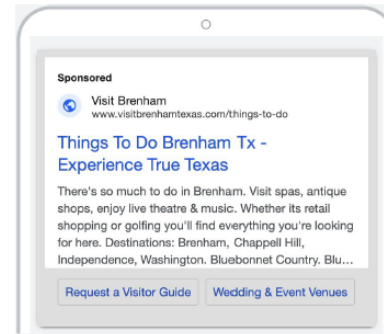 Sponsored
Visit Brenham
www.visitbrenhamtexas.com/things-to-do
Things To Do Brenham Tx -
Experience True Texas
There's so much to do in Brenham. Visit spas, antique
shops, enjoy live theatre & music. Whether its retail
shopping or golfing you'll find everything you're looking
for here. Destinations: Brenham, Chappell Hill,
Independence, Washington. Bluebonnet Country. Blu...
Request a Visitor Guide
Wedding & Event Venues